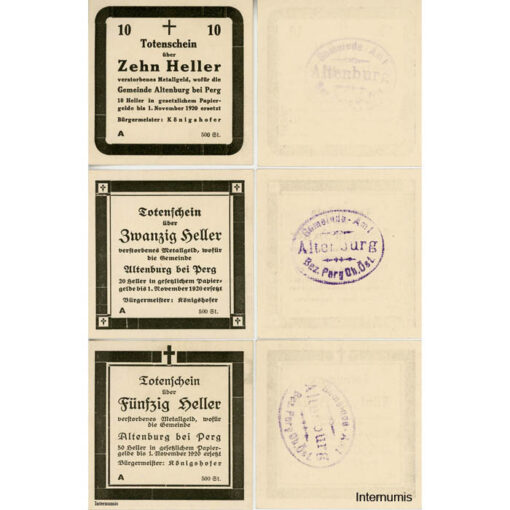 10 10
Totenschein
über
Zehn Heller
verstorbenes Metallgeld, wofür die
Gemeinde Altenburg bei Perg
10 Heller in gesetzlichem Papier-
gelde bis 1. November 1920 ersetzt
Bürgermeister: Königshofer
A 500 St.
Gemeinde-Amt
Altenburg
Totenschein
über
Zwanzig Heller
verstorbenes Metallgeld, wofür
die Gemeinde
Altenburg bei Perg
20 Heller in gesetzlichem Papier-
gelde bis 1. November 1920 ersetzt
Bürgermeister: Königshofer
A 500 St.
Gemeinde-Amt
Altenburg
Bez. Perg Ob. Öst.
Totenschein
über
Fünfzig Heller
verstorbenes Metallgeld, wofür
die Gemeinde
Altenburg bei Perg
50 Heller in gesetzlichem Papier-
gelde bis 1. November 1920 ersetzt
Bürgermeister: Königshofer
A 500 St.
Bez. Perg
Internumis
Internumis